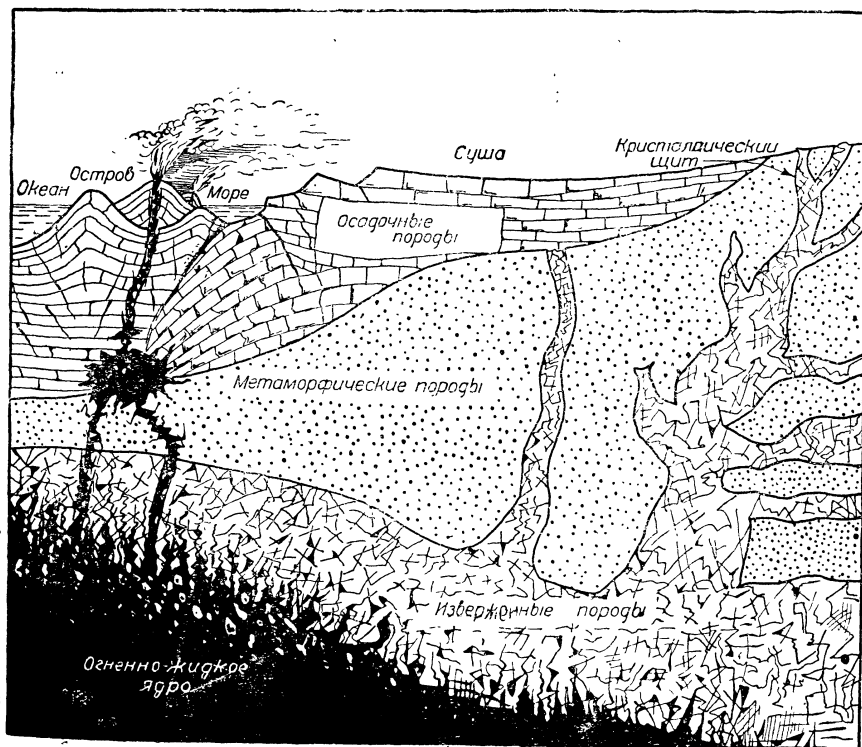 Суша
Кристаллический
щит
Остров
Океан
Море
Осадочные
породы
Метаморфические породы
Изверженные породы
Огненно-жидкое
ядро